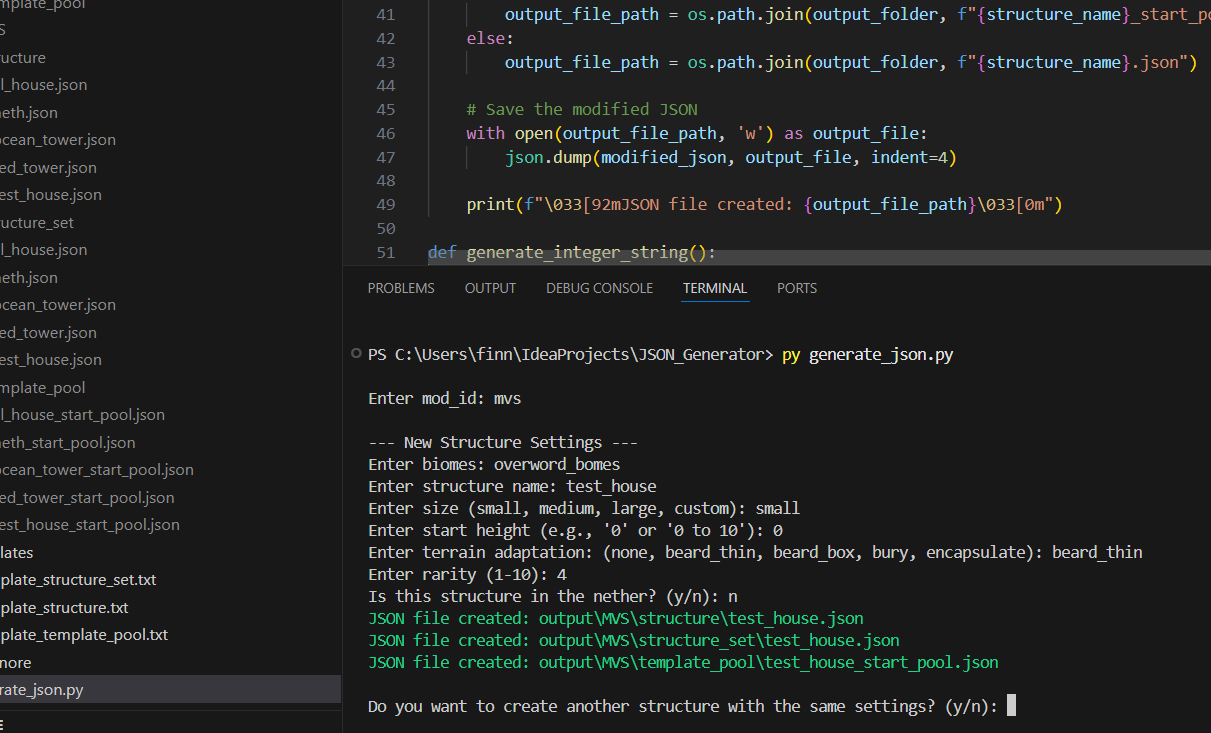 mplate_pool
S
ucture
l_house.json
eth.json
ocean_tower.json
ed_tower.json
est_house.json
ucture_set
l_house.json
eth.json
ocean_tower.json
ed_tower.json
est_house.json
mplate_pool
l_house_start_pool.json
eth_start_pool.json
ocean_tower_start_pool.json
ed_tower_start_pool.json
est_house_start_pool.json
lates
plate_structure_set.txt
plate_structure.txt
plate_template_pool.txt
nore
rate_json.py
E
41 output_file_path = os.path.join(output_folder, f"{structure_name}_start_po
42 else:
43 output_file_path = os.path.join(output_folder, f"{structure_name}.json")
44
45 # Save the modified JSON
46 with open(output_file_path, 'w') as output_file:
47 json.dump(modified_json, output_file, indent=4)
48
49 print(f"\033[92mJSON file created: {output_file_path}\033[0m")
50
51 def generate_integer_string():
PROBLEMS OUTPUT DEBUG CONSOLE TERMINAL PORTS
PS C:\Users\finn\IdeaProjects\JSON_Generator> py generate_json.py
Enter mod_id: mvs
--- New Structure Settings ---
Enter biomes: overword_bomes
Enter structure name: test_house
Enter size (small, medium, large, custom): small
Enter start height (e.g., '0' or '0 to 10'): 0
Enter terrain adaptation: (none, beard_thin, beard_box, bury, encapsulate): beard_thin
Enter rarity (1-10): 4
Is this structure in the nether? (y/n): n
JSON file created: output\MVS\structure\test_house.json
JSON file created: output\MVS\structure_set\test_house.json
JSON file created: output\MVS\template_pool\test_house_start_pool.json
Do you want to create another structure with the same settings? (y/n):